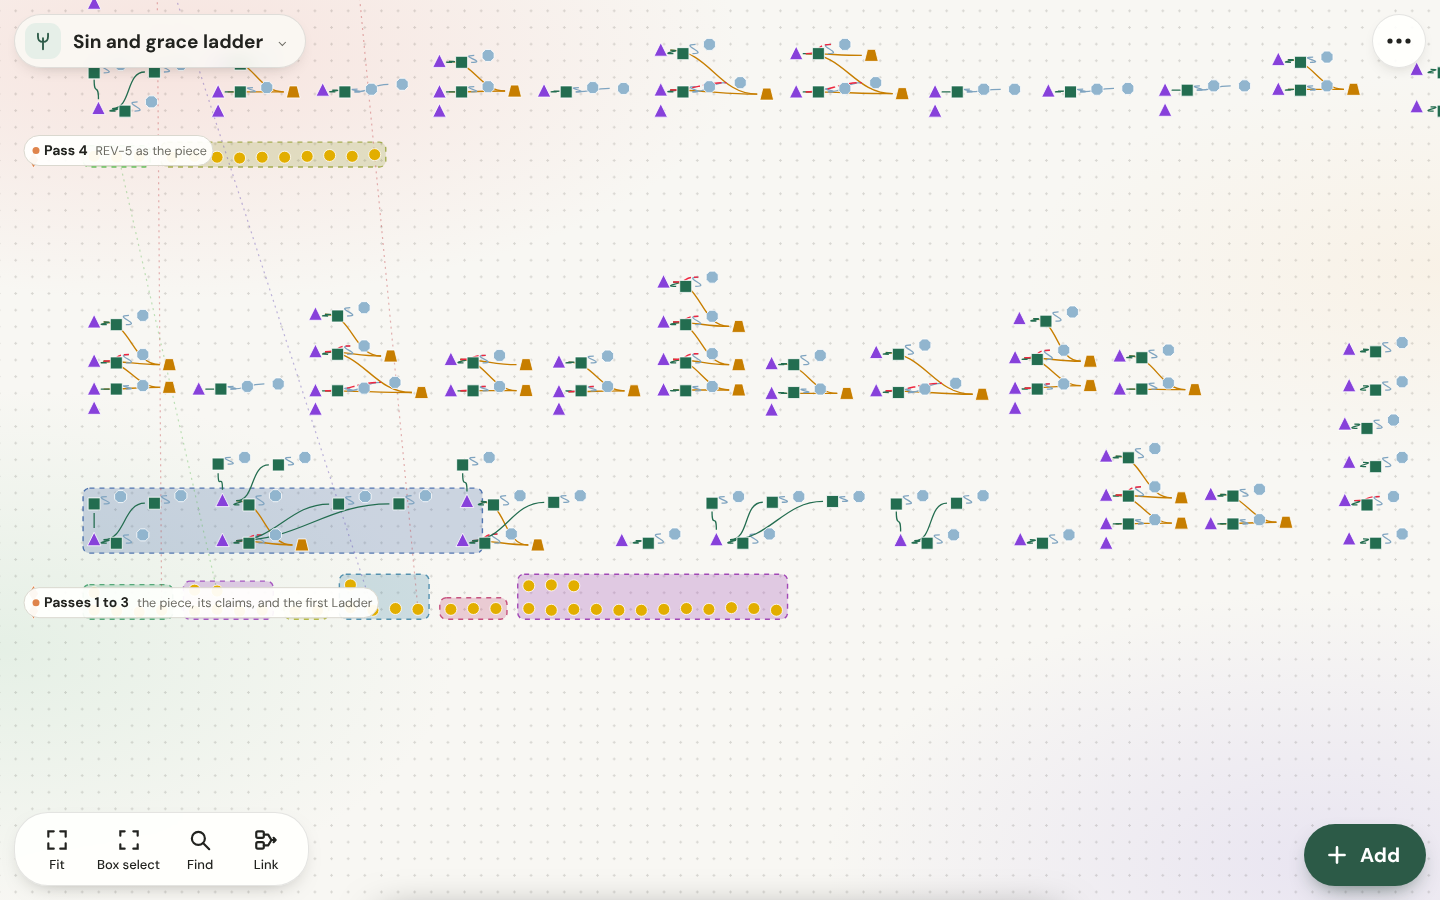 Sin and grace ladder
Pass 4 REV-5 as the piece
Passes 1 to 3 the piece, its claims, and the first Ladder
Fit
Box select
Find
Link
Add